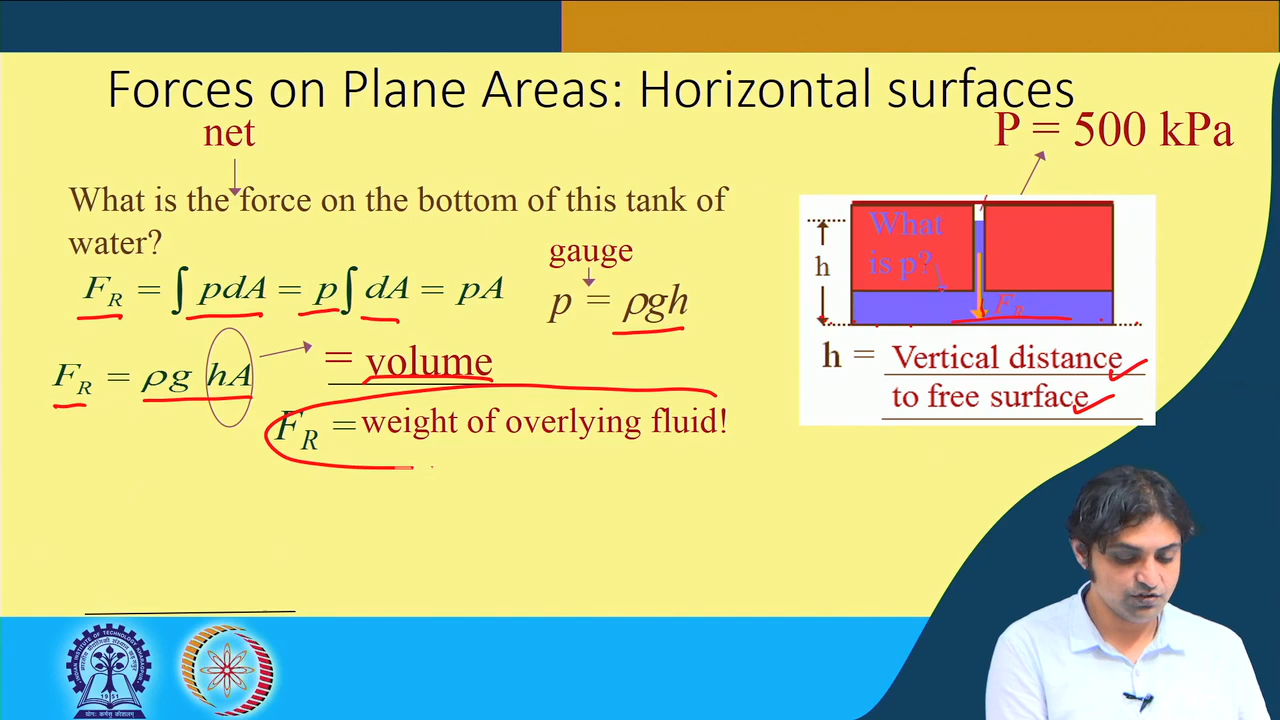 Forces on Plane Areas: Horizontal surfaces
net
P = 500 kPa
What is the force on the bottom of this tank of
water?
gauge
F_R = ∫ pdA = p∫ dA = pA
p = ρgh
What
is p?
h
F_R
F_R = ρg hA
= volume
h = Vertical distance
to free surface
F_R = weight of overlying fluid!
1951